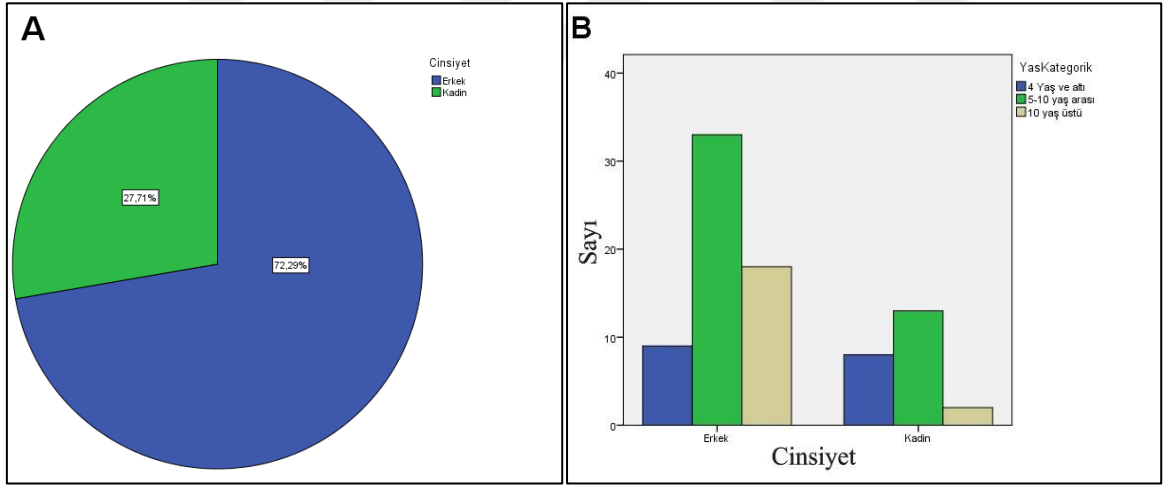 A
Cinsiyet
Erkek
Kadin
27,71%
72,29%
B
YasKategorik
4 Yaş ve altı
5-10 yaş arası
10 yaş üstü
Sayı
40
30
20
10
0
Erkek
Kadin
Cinsiyet